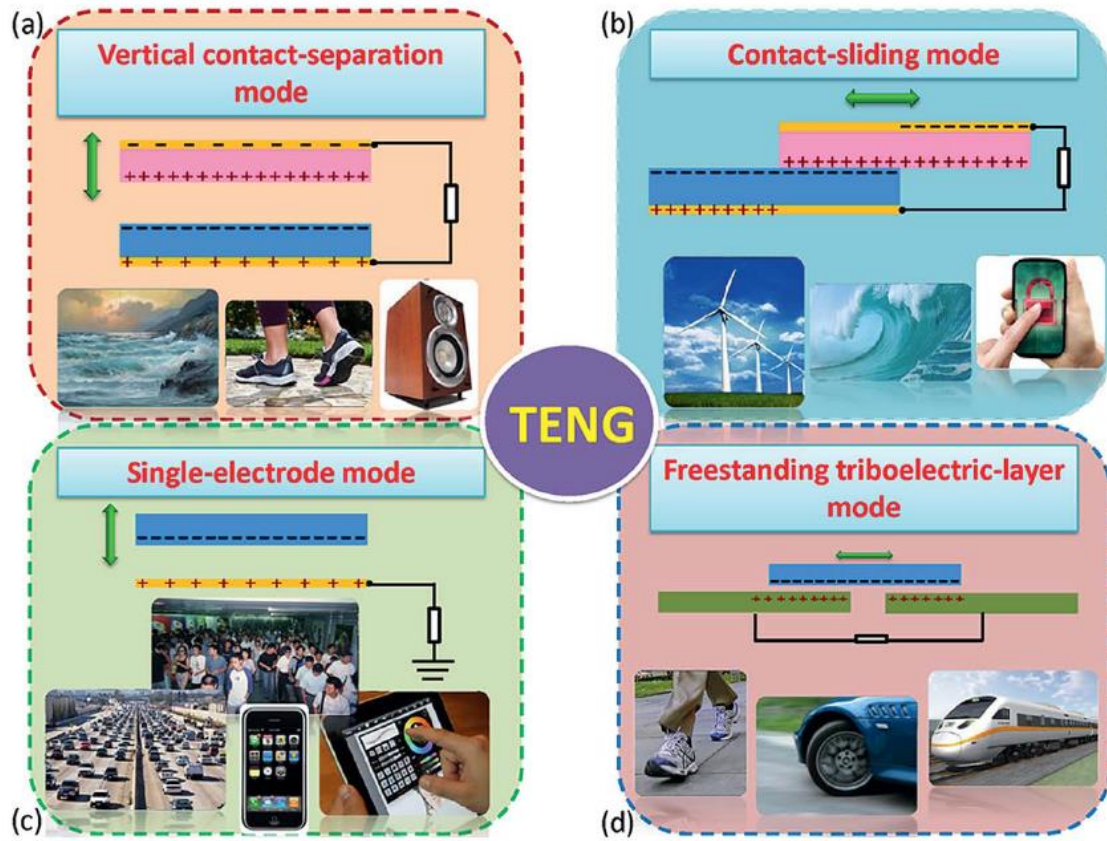 (a)
Vertical contact-separation
mode
(b)
Contact-sliding mode
TENG
Single-electrode mode
(c)
Freestanding triboelectric-layer
mode
(d)